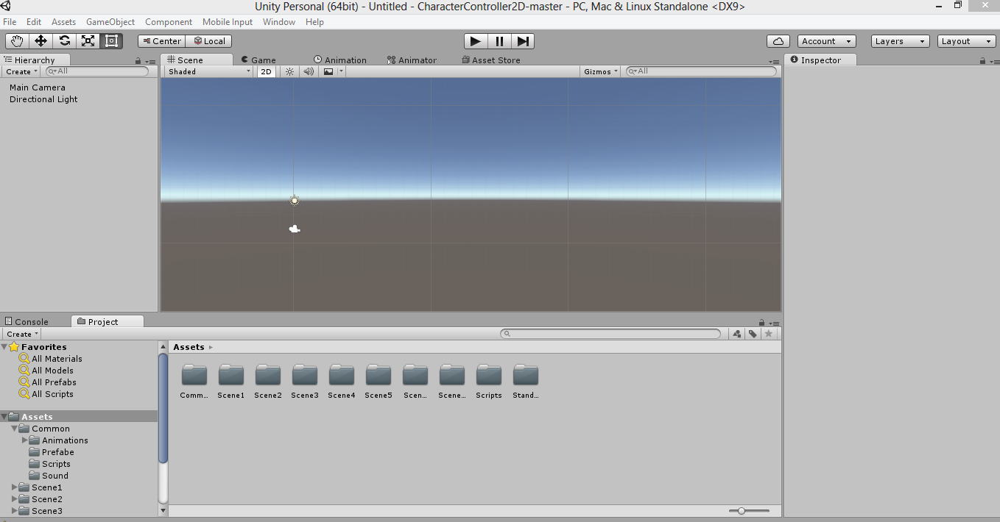 Unity Personal (64bit) - Untitled - CharacterController2D-master - PC, Mac & Linux Standalone <DX9>
File Edit Assets GameObject Component Mobile Input Window Help
Center Local Account Layers Layout
Hierarchy
Create All
Main Camera
Directional Light
Scene Game Animation Animator Asset Store
Shaded 2D Gizmos All
Inspector
Console Project
Create
Favorites
All Materials
All Models
All Prefabs
All Scripts
Assets
Common
Animations
Prefabe
Scripts
Sound
Scene1
Scene2
Scene3
Assets
Comm... Scene1 Scene2 Scene3 Scene4 Scene5 Scen... Scene... Scripts Stand...